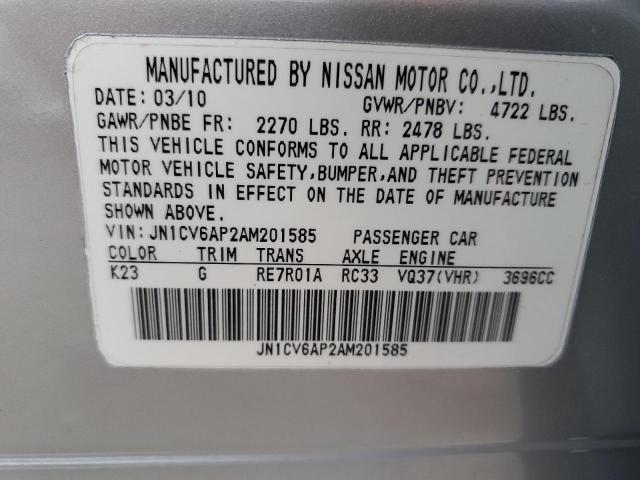 MANUFACTURED BY NISSAN MOTOR CO.,LTD.
DATE: 03/10 GVWR/PNBV: 4722 LBS.
GAWR/PNBE FR: 2270 LBS. RR: 2478 LBS.
THIS VEHICLE CONFORMS TO ALL APPLICABLE FEDERAL
MOTOR VEHICLE SAFETY,BUMPER,AND THEFT PREVENTION
STANDARDS IN EFFECT ON THE DATE OF MANUFACTURE
SHOWN ABOVE.
VIN:JN1CV6AP2AM201585 PASSENGER CAR
COLOR TRIM TRANS AXLE ENGINE
K23 G RE7R01A RC33 VQ37(VHR) 3696CC
JN1CV6AP2AM201585